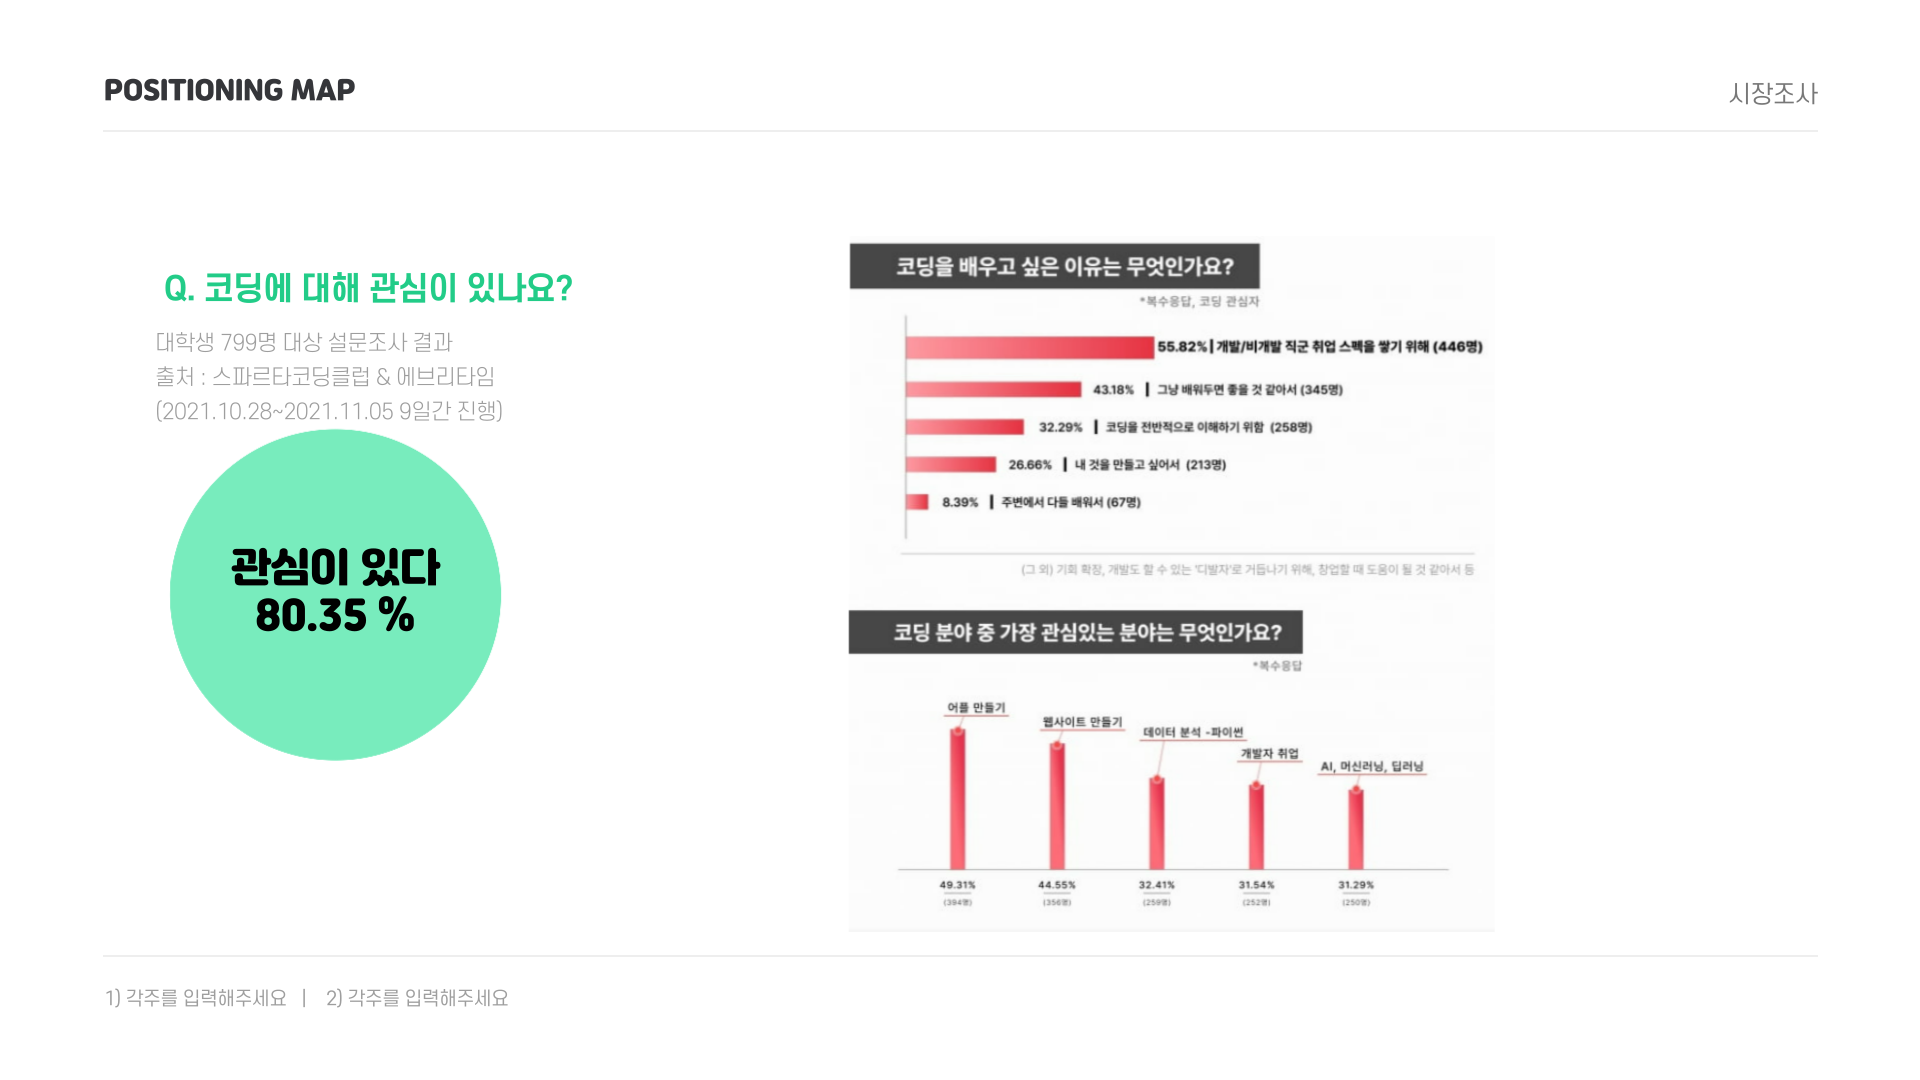 POSITIONING MAP
시장조사
Q. 코딩에 대해 관심이 있나요?
대학생 799명 대상 설문조사 결과
출처 : 스파르타코딩클럽 & 에브리타임
(2021.10.28~2021.11.05 9일간 진행)
관심이 있다
80.35 %
코딩을 배우고 싶은 이유는 무엇인가요?
*복수응답, 코딩 관심자
55.82% | 개발/비개발 직군 취업 스펙을 쌓기 위해 (446명)
43.18% | 그냥 배워두면 좋을 것 같아서 (345명)
32.29% | 코딩을 전반적으로 이해하기 위함 (258명)
26.66% | 내 것을 만들고 싶어서 (213명)
8.39% | 주변에서 다들 배워서 (67명)
(그 외) 기회 확장, 개발도 할 수 있는 '디발자'로 거듭나기 위해, 창업할 때 도움이 될 것 같아서 등
코딩 분야 중 가장 관심있는 분야는 무엇인가요?
*복수응답
어플 만들기
웹사이트 만들기
데이터 분석 -파이썬
개발자 취업
AI, 머신러닝, 딥러닝
49.31% 44.55% 32.41% 31.54% 31.29%
(394명) (356명) (259명) (252명) (250명)
1) 각주를 입력해주세요 | 2) 각주를 입력해주세요